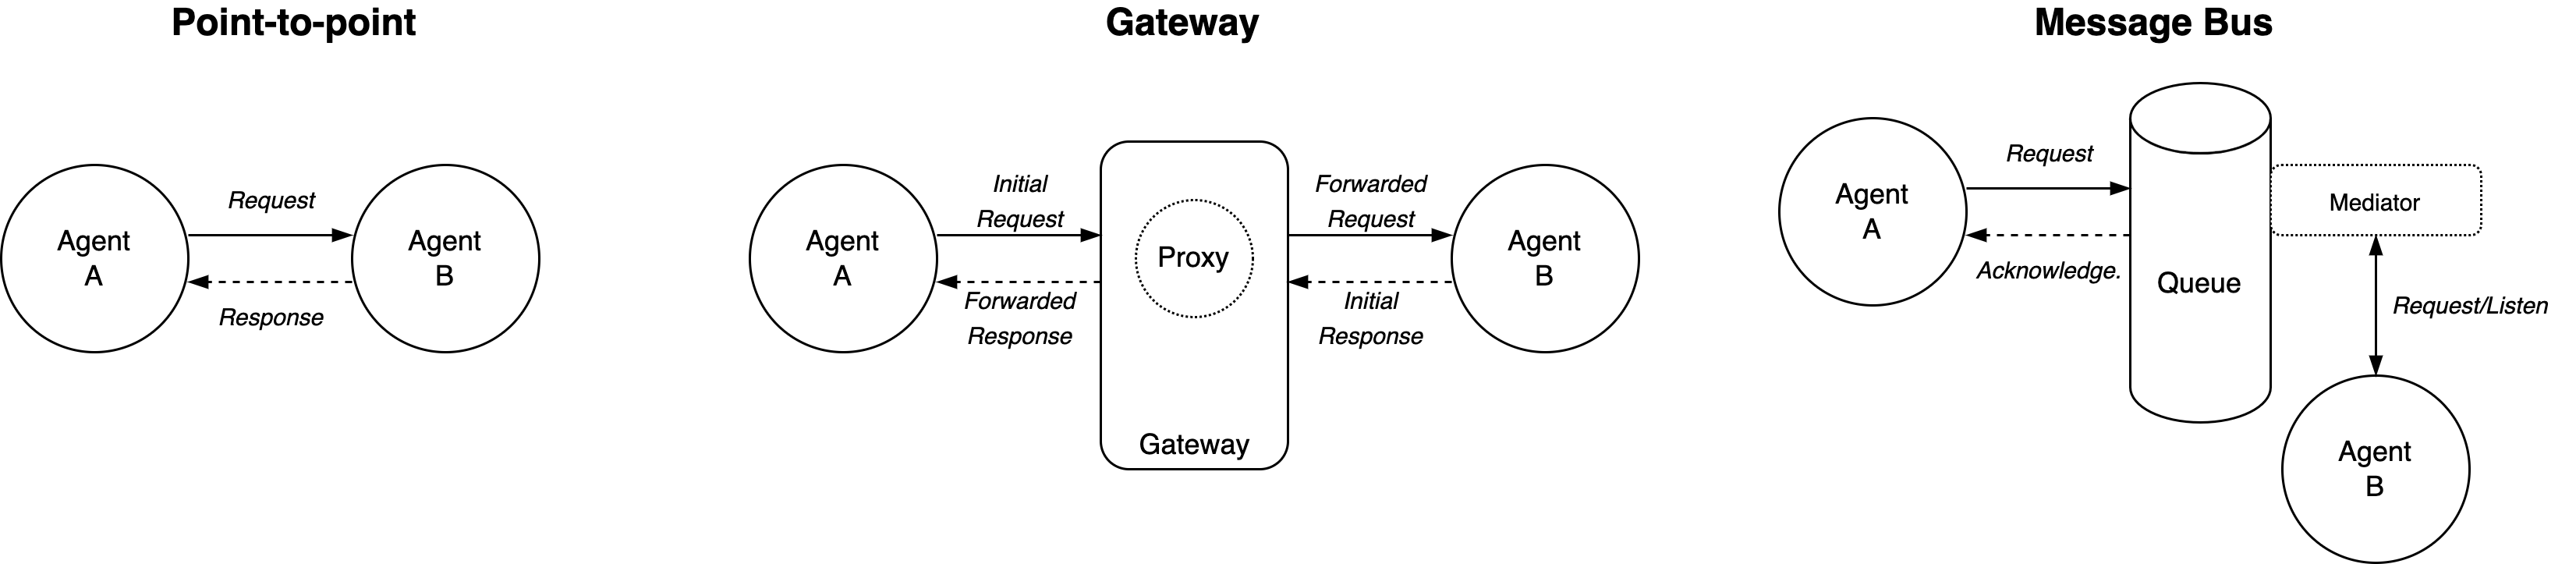 Point-to-point
Agent
A
Request
Response
Agent
B
Gateway
Agent
A
Initial
Request
Forwarded
Response
Proxy
Gateway
Forwarded
Request
Initial
Response
Agent
B
Message Bus
Agent
A
Request
Acknowledge.
Queue
Mediator
Request/Listen
Agent
B